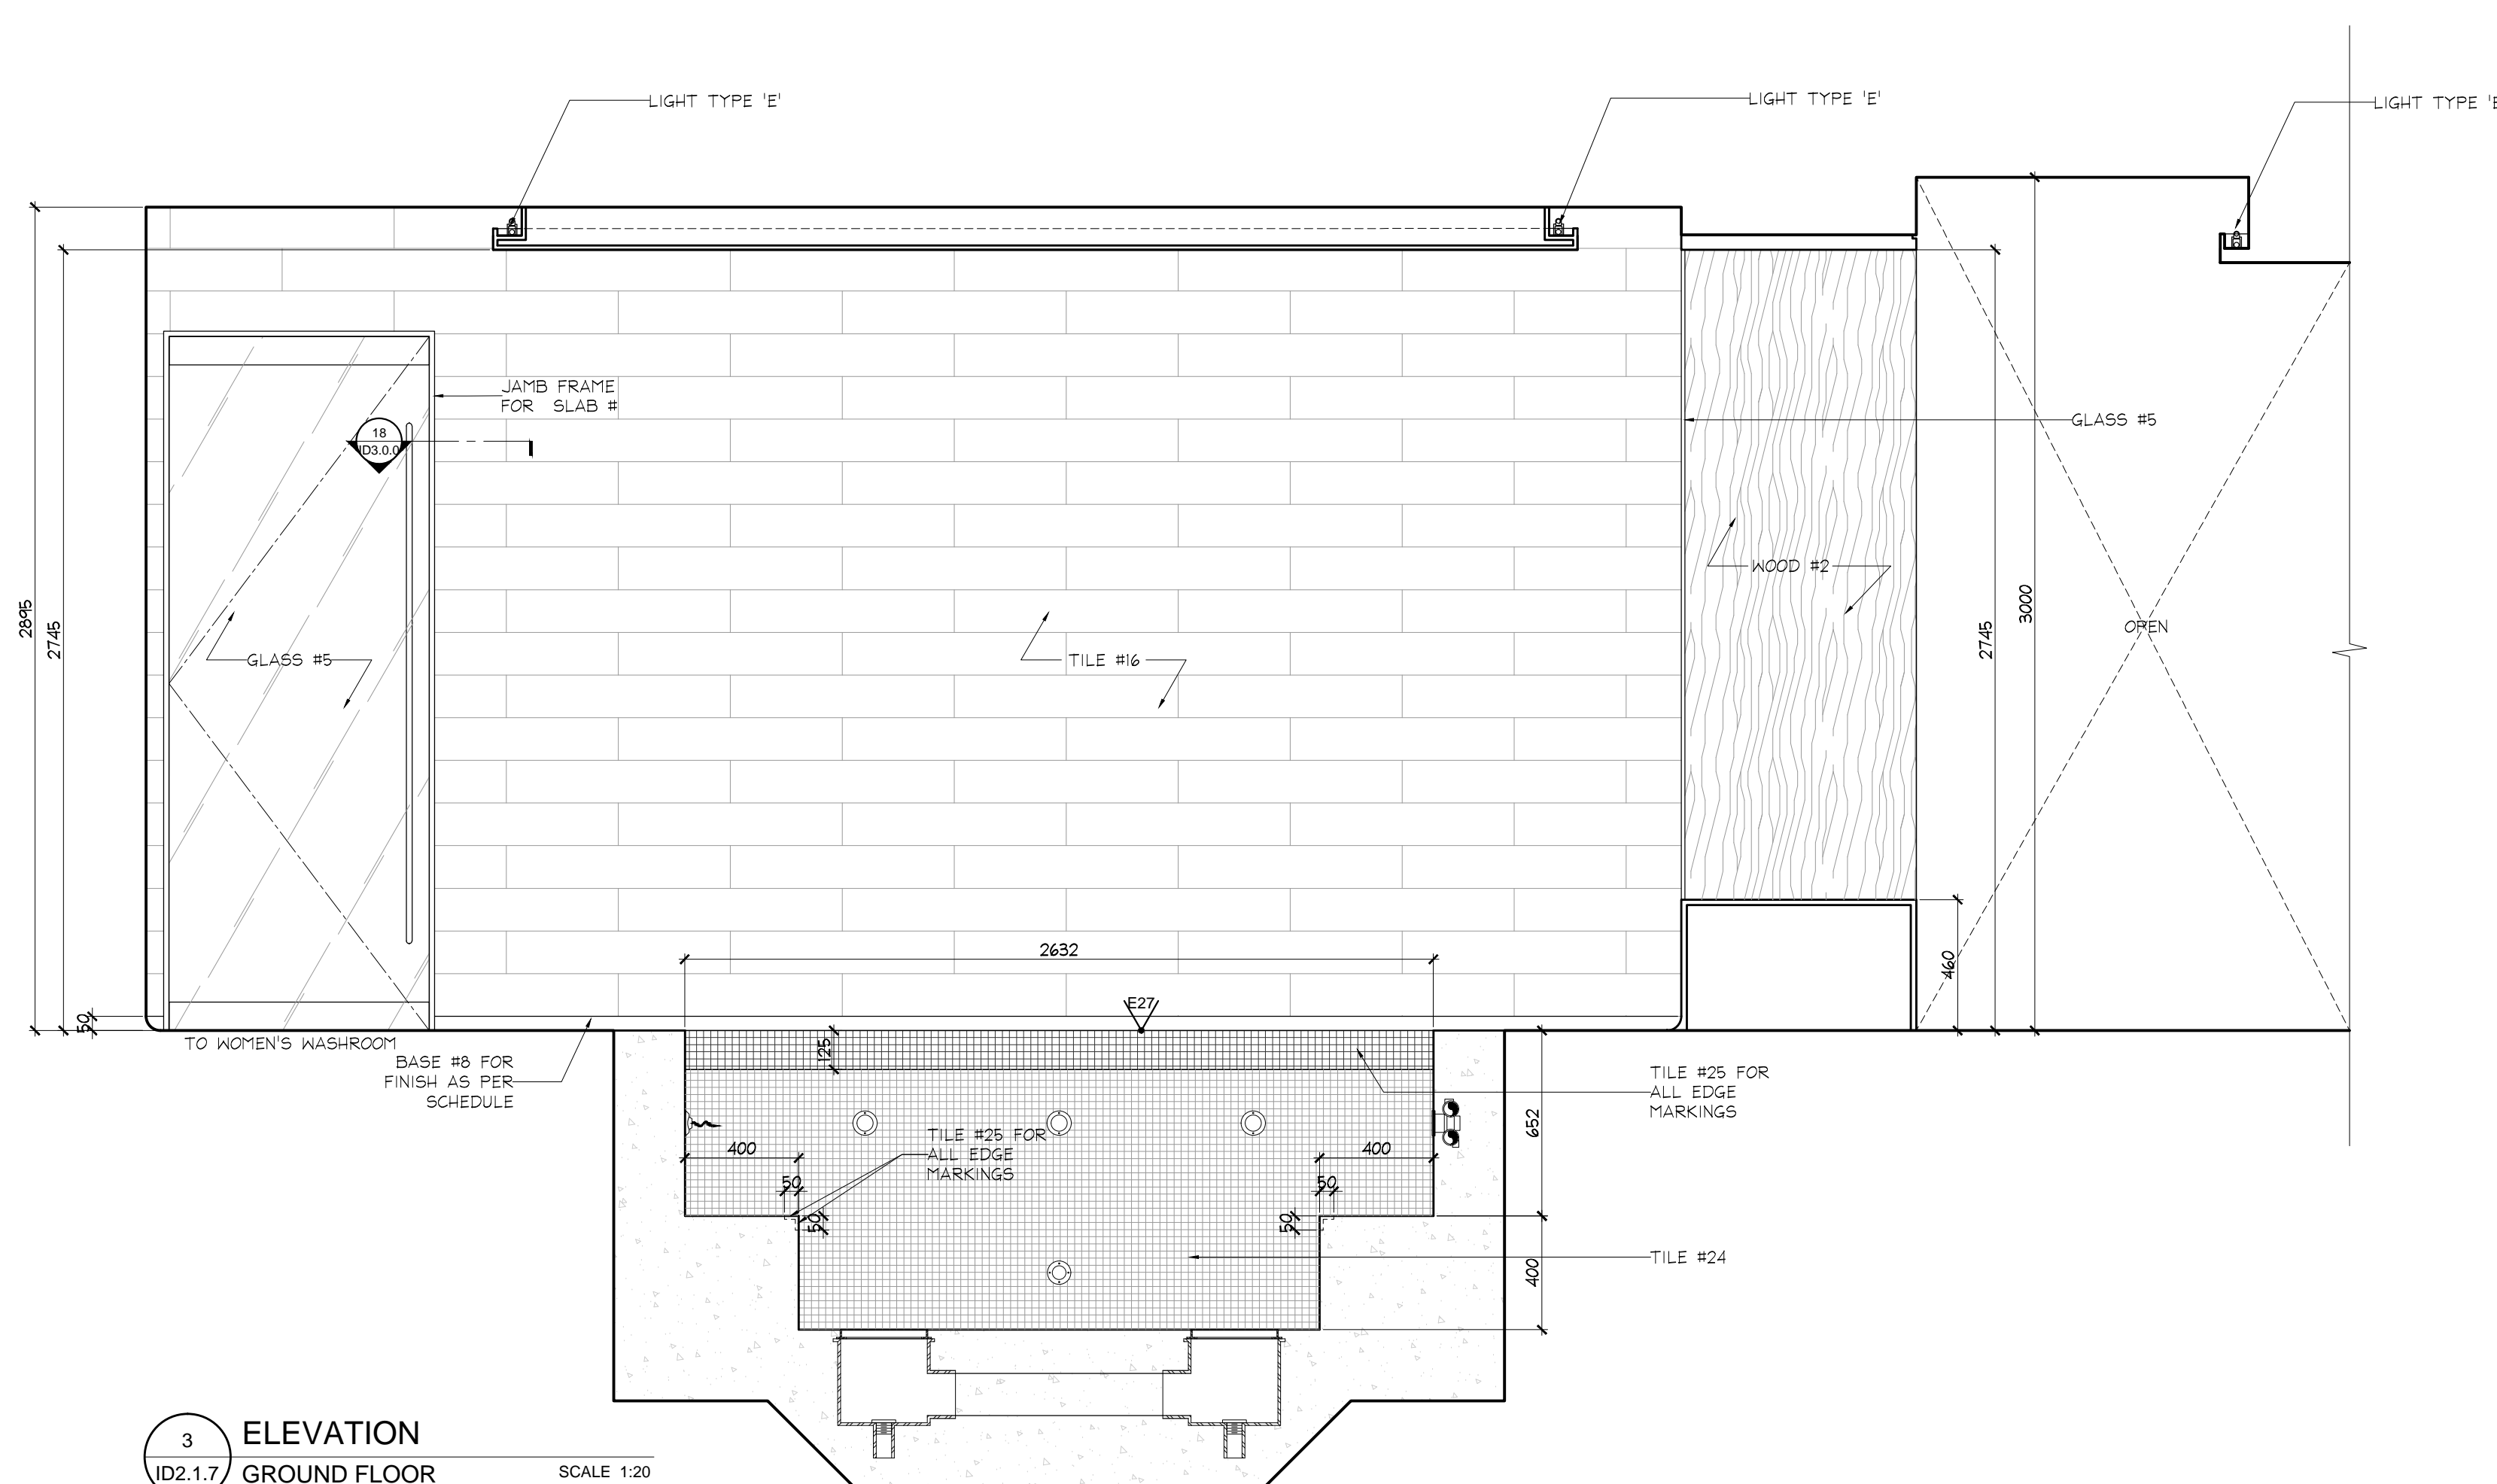 LIGHT TYPE 'E'
LIGHT TYPE 'E'
LIGHT TYPE 'E
JAMB FRAME
FOR SLAB #
18
ID3.0.0
GLASS #5
WOOD #2
2895
2745
3000
2745
OPEN
GLASS #5
TILE #16
2632
460
E27
50
TO WOMEN'S WASHROOM
BASE #8 FOR
FINISH AS PER
SCHEDULE
125
TILE #25 FOR
ALL EDGE
MARKINGS
652
TILE #25 FOR
ALL EDGE
MARKINGS
400
400
50
50
50
50
TILE #24
400
3
ELEVATION
ID2.1.7
GROUND FLOOR
SCALE 1:20